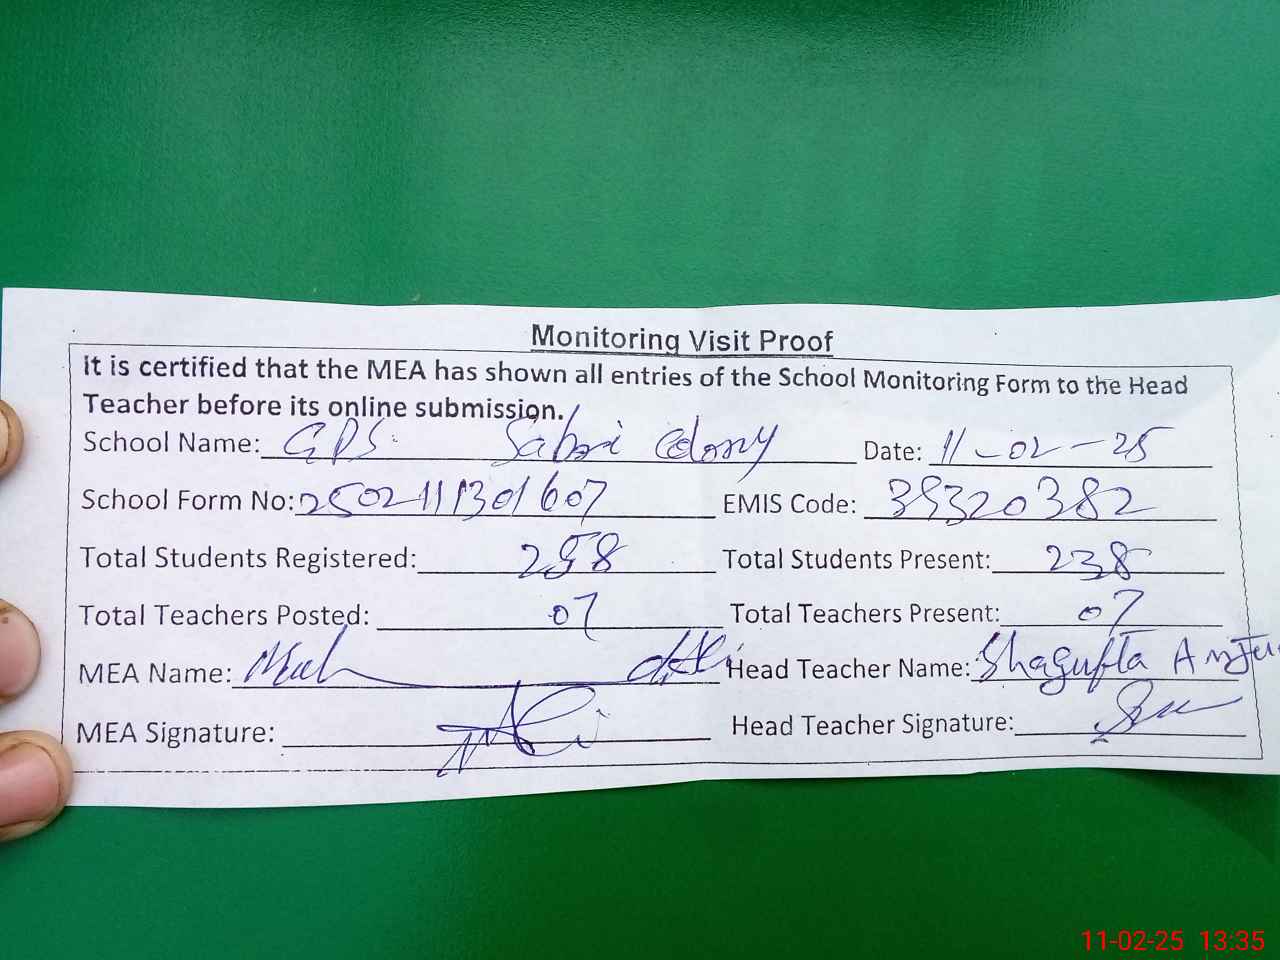 Monitoring Visit Proof
It is certified that the MEA has shown all entries of the School Monitoring Form to the Head
Teacher before its online submission.
School Name: GPS Sabri Colony Date: 11-02-25
School Form No: 250211131607 EMIS Code: 39320382
Total Students Registered: 258 Total Students Present: 238
Total Teachers Posted: 07 Total Teachers Present: 07
MEA Name: Head Teacher Name: Shagufta Anju
MEA Signature: Head Teacher Signature:
11-02-25 13:35